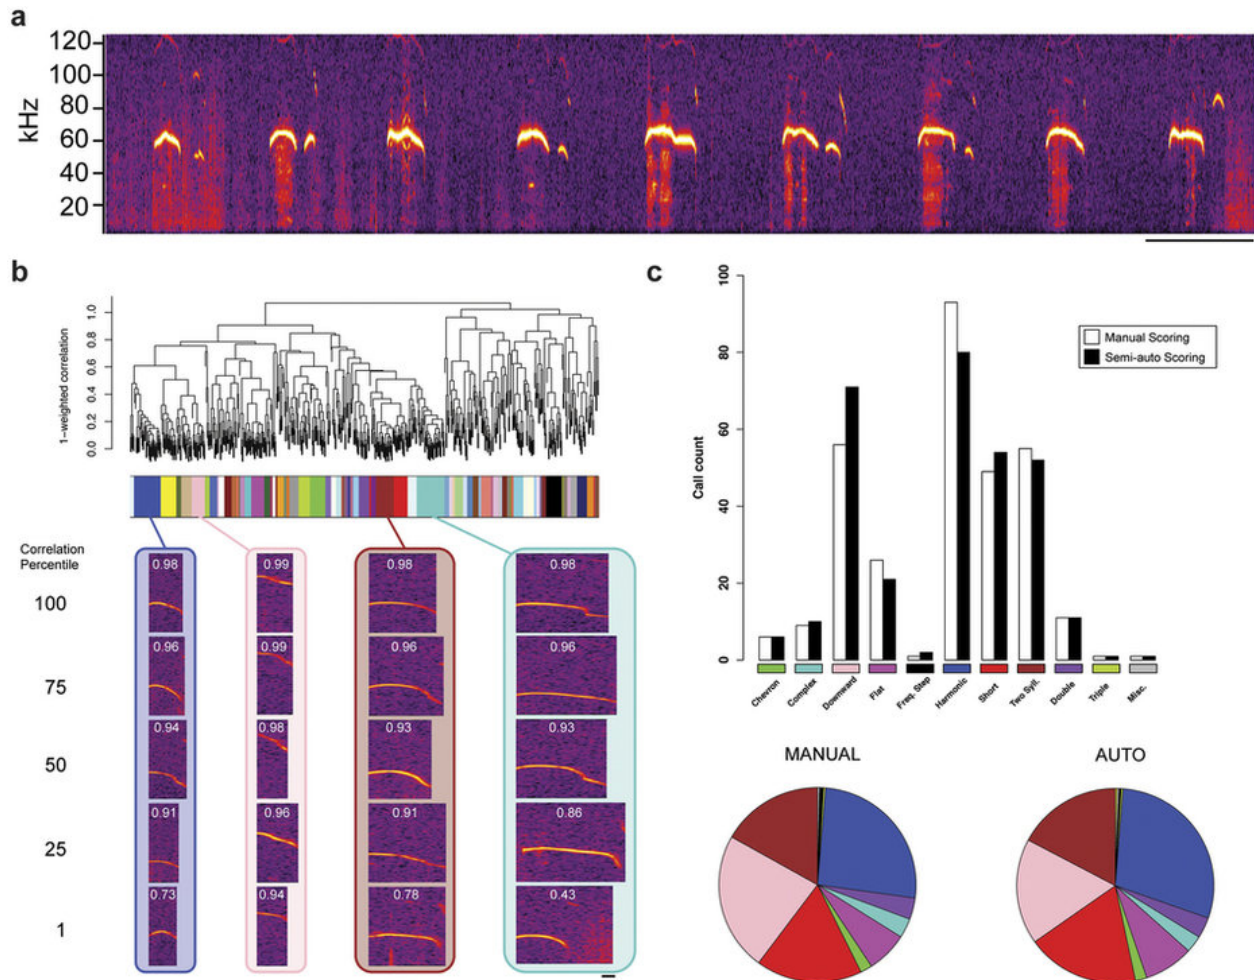 a
kHz
120
100
80
60
40
20
b
1-weighted correlation
1.0
0.8
0.6
0.4
0.2
0.0
Correlation
Percentile
100
75
50
25
1
0.98
0.96
0.94
0.91
0.73
0.99
0.99
0.98
0.96
0.94
0.98
0.96
0.93
0.91
0.78
0.98
0.96
0.93
0.86
0.43
c
Call count
100
80
60
40
20
0
Manual Scoring
Semi-auto Scoring
Chevron
Complex
Downward
Flat
Freq. Step
Harmonic
Short
Two Syll.
Double
Triple
Misc.
MANUAL
AUTO